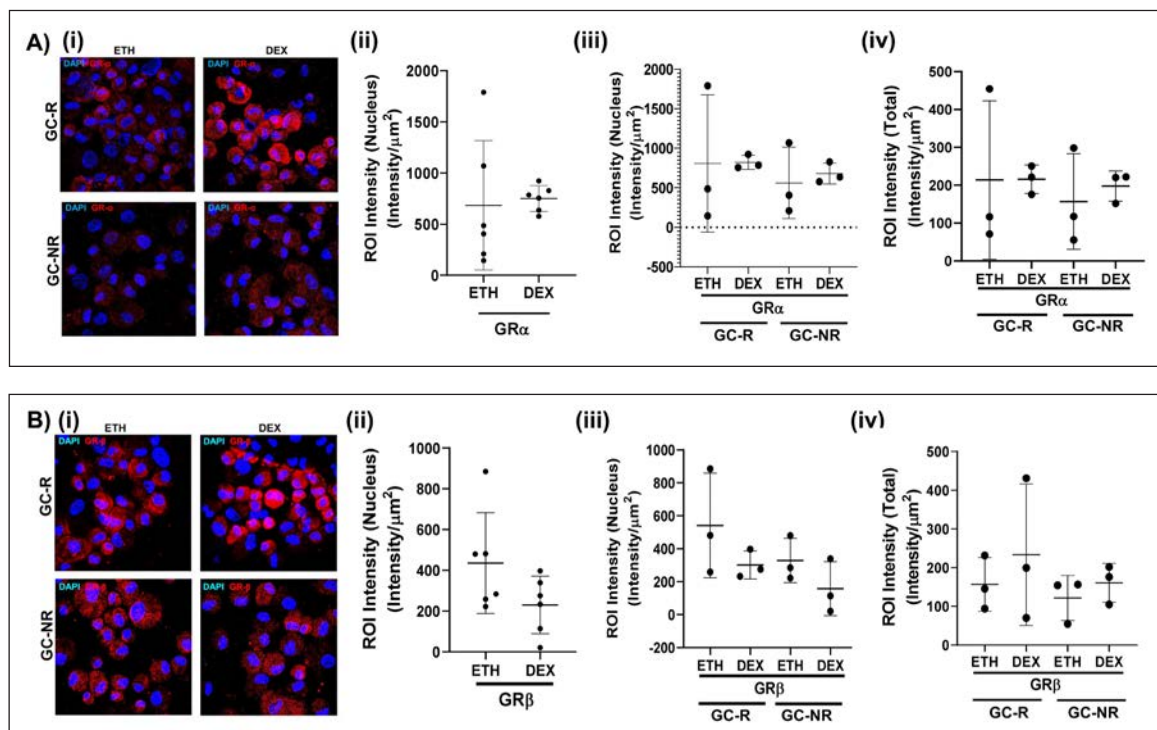 A) (i)
ETH DEX
DAPI GR-α
DAPI GR-α
GC-R
DAPI GR-α
DAPI GR-α
GC-NR
(ii)
ROI Intensity (Nucleus)
(Intensity/μm²)
2000
1500
1000
500
0
ETH DEX
GRα
(iii)
ROI Intensity (Nucleus)
(Intensity/μm²)
2000
1500
1000
500
0
-500
ETH DEX ETH DEX
GRα
GC-R GC-NR
(iv)
ROI Intensity (Total)
(Intensity/μm²)
500
400
300
200
100
0
ETH DEX ETH DEX
GRα
GC-R GC-NR
B) (i)
ETH DEX
DAPI GR-β
DAPI GR-β
GC-R
DAPI GR-β
DAPI GR-β
GC-NR
(ii)
ROI Intensity (Nucleus)
(Intensity/μm²)
1000
800
600
400
200
0
ETH DEX
GRβ
(iii)
ROI Intensity (Nucleus)
(Intensity/μm²)
1000
800
600
400
200
0
-200
ETH DEX ETH DEX
GRβ
GC-R GC-NR
(iv)
ROI Intensity (Total)
(Intensity/μm²)
500
400
300
200
100
0
ETH DEX ETH DEX
GRβ
GC-R GC-NR